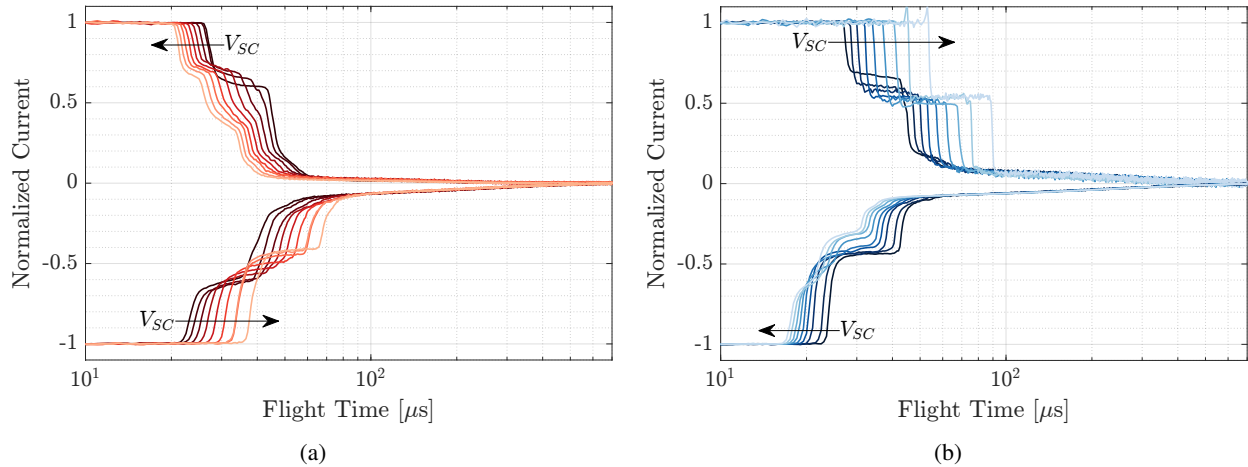 1
0.5
0
-0.5
-1
Normalized Current
V_SC
V_SC
10^1
10^2
Flight Time [μs]
(a)
1
0.5
0
-0.5
-1
Normalized Current
V_SC
V_SC
10^1
10^2
Flight Time [μs]
(b)